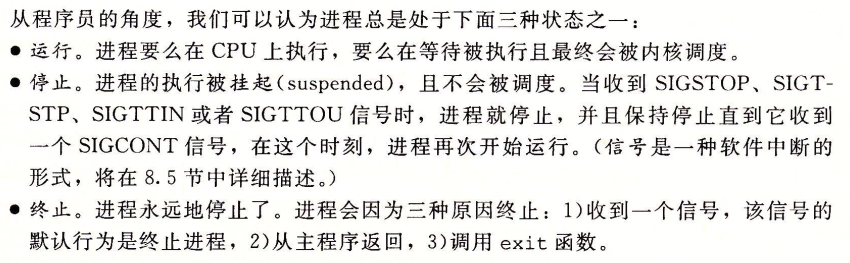 从程序员的角度，我们可以认为进程总是处于下面三种状态之一：
● 运行。进程要么在 CPU 上执行，要么在等待被执行且最终会被内核调度。
● 停止。进程的执行被挂起(suspended)，且不会被调度。当收到 SIGSTOP、SIGT-
STP、SIGTTIN 或者 SIGTTOU 信号时，进程就停止，并且保持停止直到它收到
一个 SIGCONT 信号，在这个时刻，进程再次开始运行。（信号是一种软件中断的
形式，将在 8.5 节中详细描述。）
● 终止。进程永远地停止了。进程会因为三种原因终止：1)收到一个信号，该信号的
默认行为是终止进程，2)从主程序返回，3)调用 exit 函数。